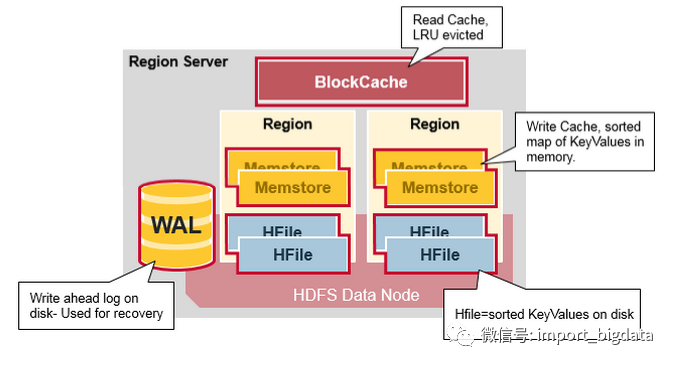 Read Cache,
LRU evicted
Region Server
BlockCache
Region
Region
Write Cache, sorted
map of KeyValues in
memory.
Memstore
Memstore
Memstore
Memstore
WAL
HFile
HFile
HFile
HFile
HDFS Data Node
Write ahead log on
disk- Used for recovery
Hfile=sorted KeyValues on disk
微信号: import_bigdata